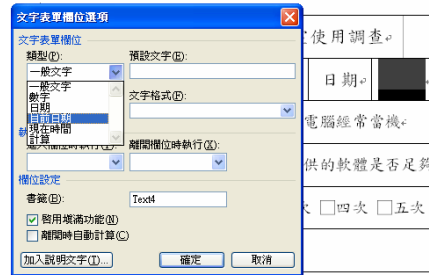 文字表單欄位選項
文字表單欄位
類型(P):
預設文字(E):
一般文字
一般文字
數字
日期
目前日期
現在時間
計算
文字格式(F):
離開欄位時執行(X):
欄位設定
書籤(B):
Text4
啓用填滿功能(N)
離開時自動計算(C)
加入說明文字(T)...
確定
取消
使用調查
日期
電腦經常當機
供的軟體是否足夠
次 □四次 □五次